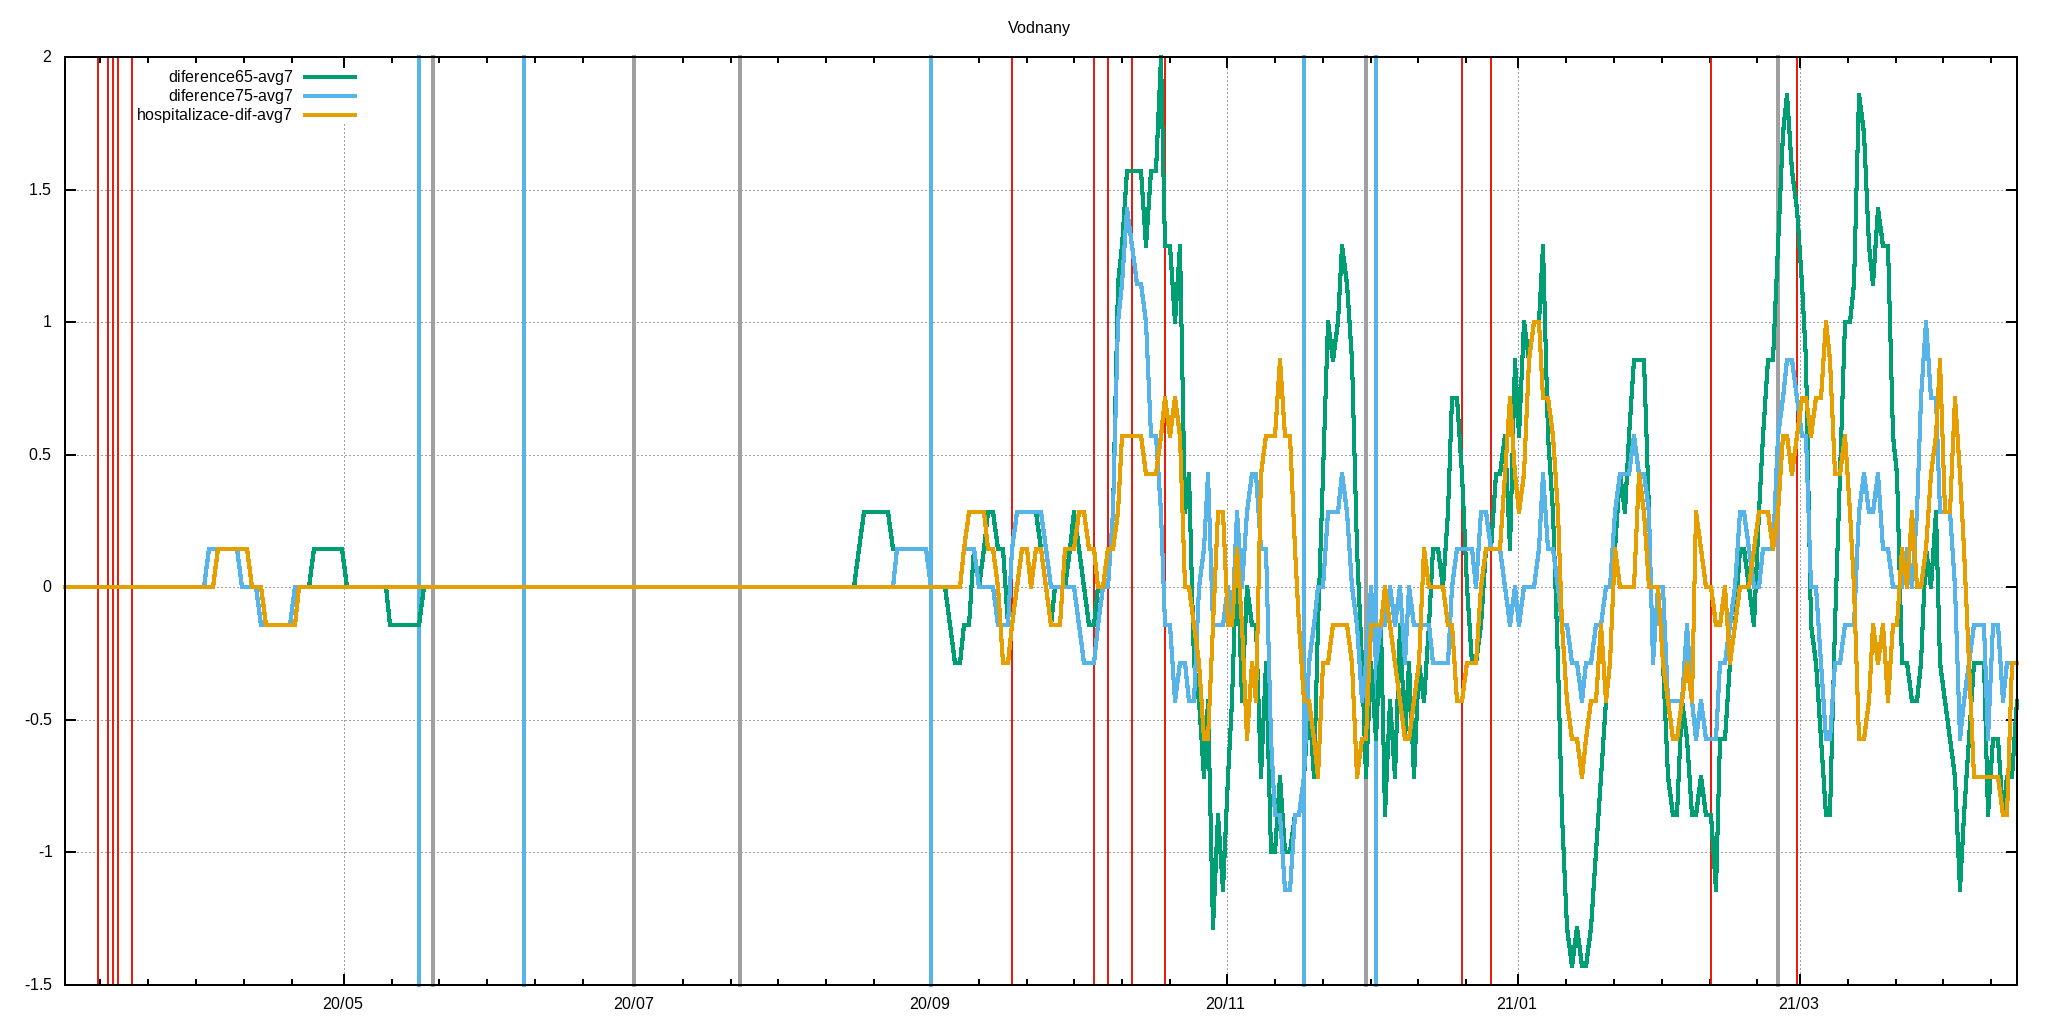 Vodnany
2
1.5
1
0.5
0
-0.5
-1
-1.5
diference65-avg7
diference75-avg7
hospitalizace-dif-avg7
20/05 20/07 20/09 20/11 21/01 21/03